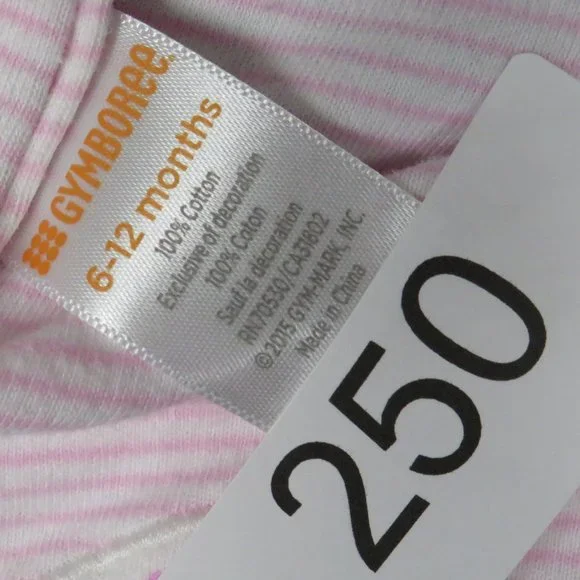 GYMBOREE
6-12 months
100% Cotton
Exclusive of decoration
100% Coton
Sauf la décoration
RN70530/CA31602
©2015 GYM-MARK, INC.
Made in China
250